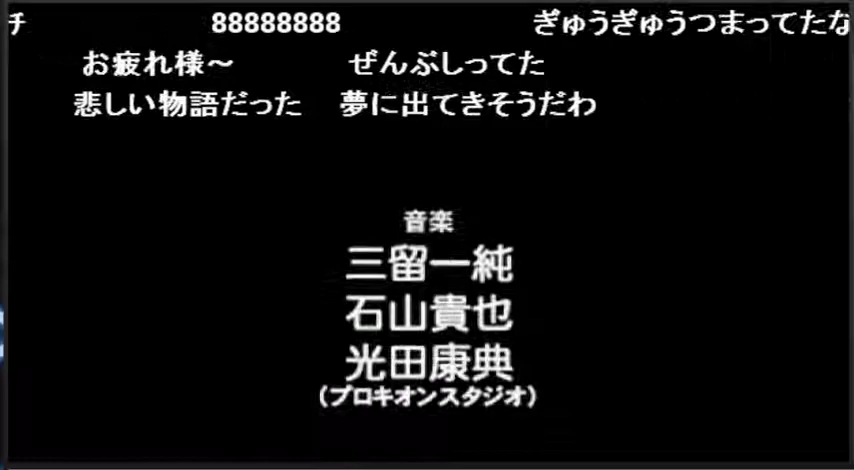 チ 88888888 ぎゅうぎゅうつまってたな
お疲れ様～ ぜんぶしってた
悲しい物語だった 夢に出てきそうだわ
音楽
三留一純
石山貴也
光田康典
（プロキオンスタジオ）